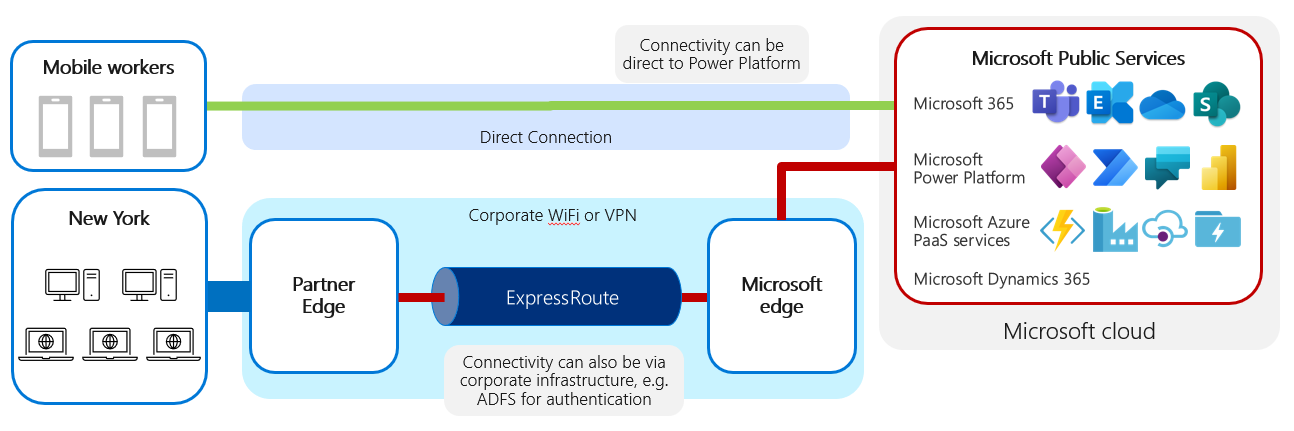 Mobile workers
Connectivity can be
direct to Power Platform
Direct Connection
Microsoft Public Services
Microsoft 365
T
E
S
Microsoft
Power Platform
Microsoft Azure
PaaS services
Microsoft Dynamics 365
Microsoft cloud
New York
Corporate WiFi or VPN
Partner
Edge
ExpressRoute
Microsoft
edge
Connectivity can also be via
corporate infrastructure, e.g.
ADFS for authentication